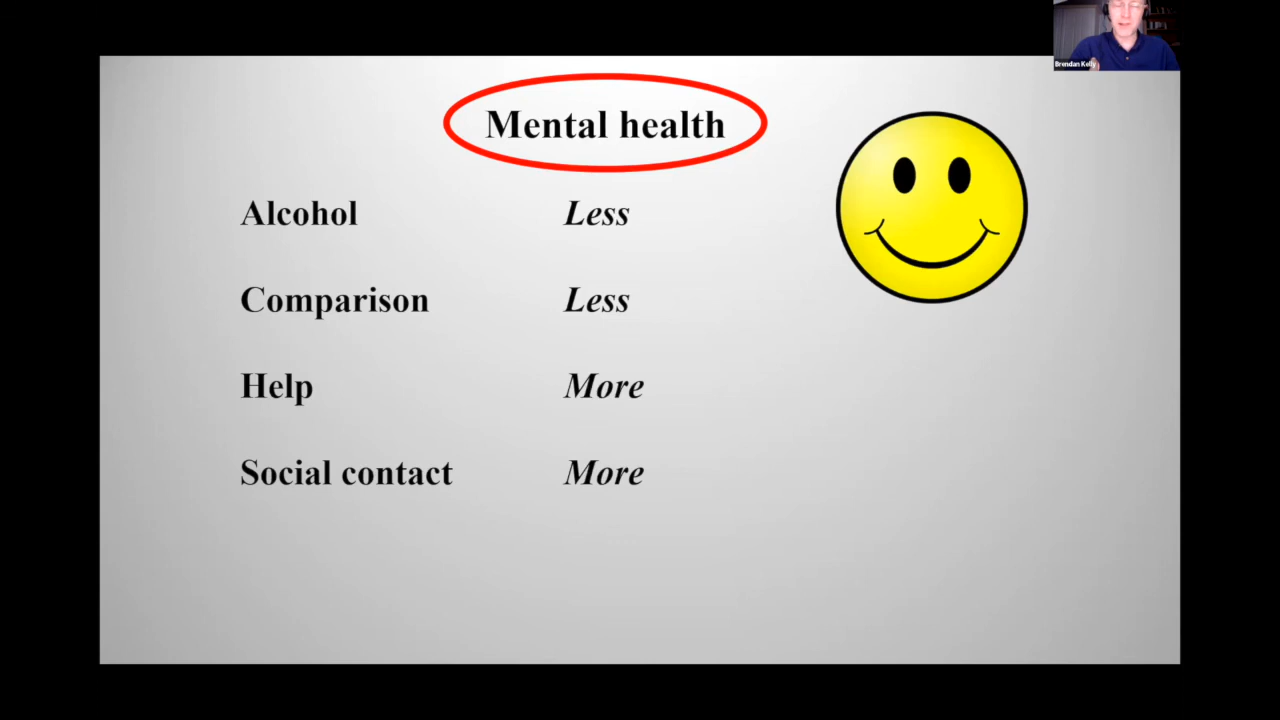 Brendan Kelly
Mental health
Alcohol Less
Comparison Less
Help More
Social contact More